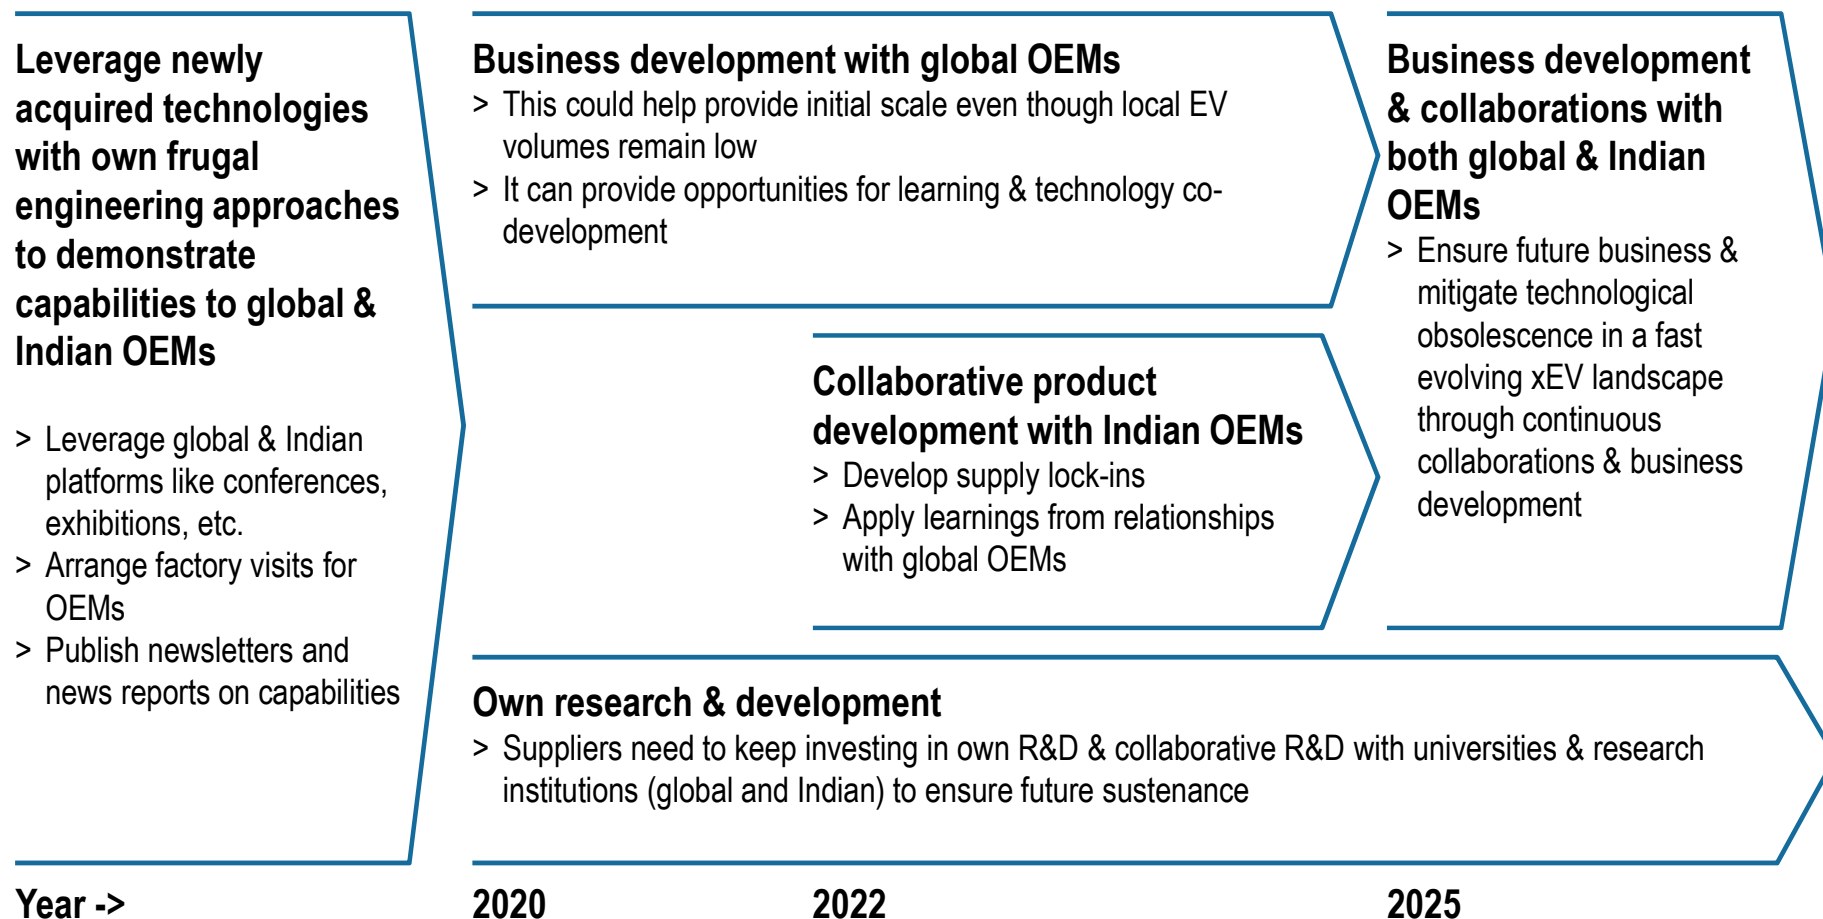 Leverage newly
acquired technologies
with own frugal
engineering approaches
to demonstrate
capabilities to global &
Indian OEMs
> Leverage global & Indian
platforms like conferences,
exhibitions, etc.
> Arrange factory visits for
OEMs
> Publish newsletters and
news reports on capabilities
Business development with global OEMs
> This could help provide initial scale even though local EV
volumes remain low
> It can provide opportunities for learning & technology co-
development
Collaborative product
development with Indian OEMs
> Develop supply lock-ins
> Apply learnings from relationships
with global OEMs
Business development
& collaborations with
both global & Indian
OEMs
> Ensure future business &
mitigate technological
obsolescence in a fast
evolving xEV landscape
through continuous
collaborations & business
development
Own research & development
> Suppliers need to keep investing in own R&D & collaborative R&D with universities & research
institutions (global and Indian) to ensure future sustenance
Year -> 2020 2022 2025